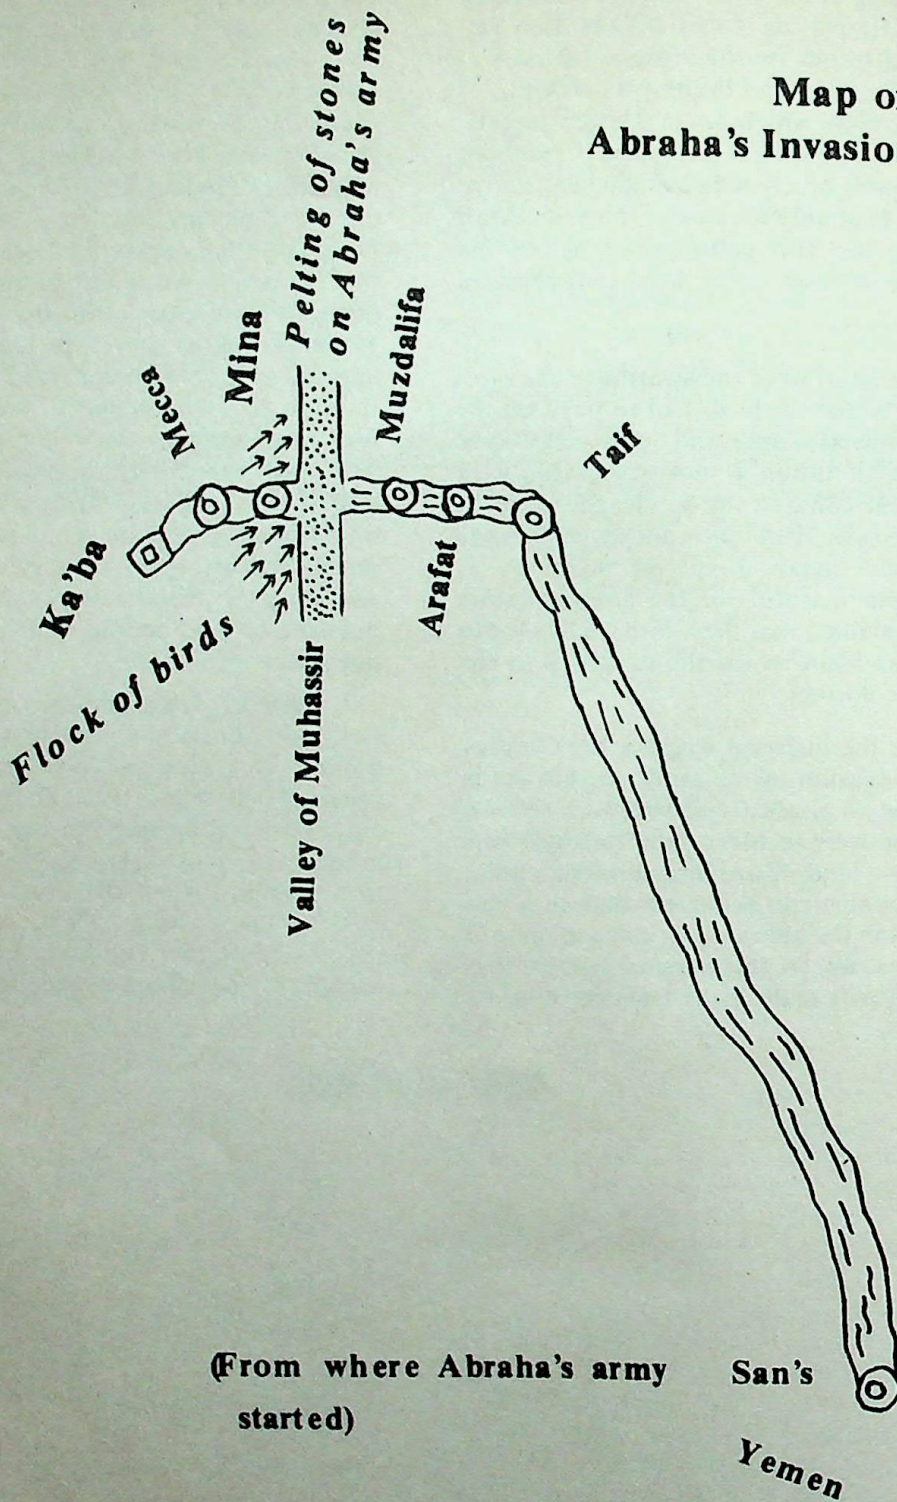 Map o
Abraha's Invasio
Pelting of stones
on Abraha's army
Mecca
Mina
Muzdalifa
Taif
Ka'ba
Arafat
Flock of birds
Valley of Muhassir
(From where Abraha's army
started)
San's
Yemen